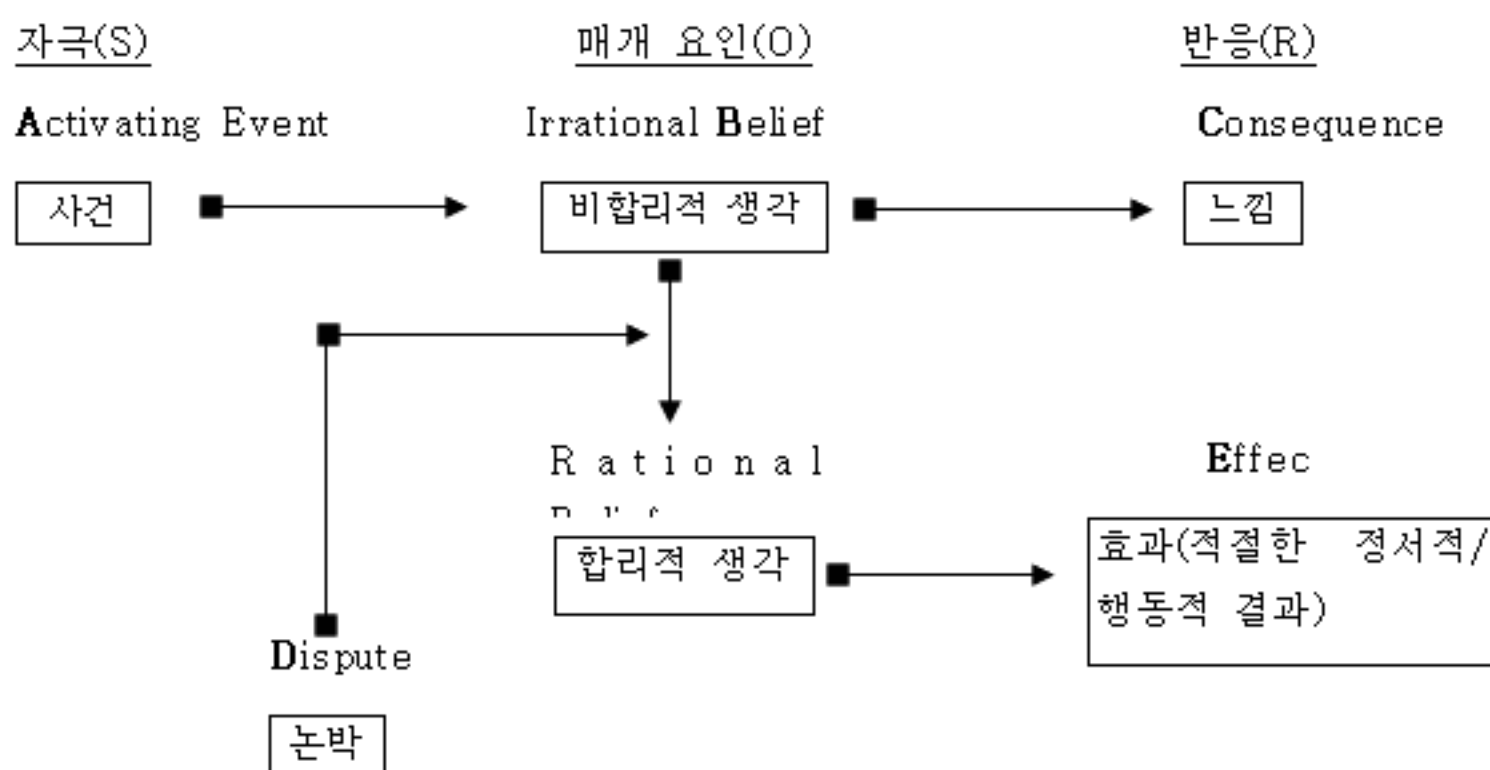 자극(S) 매개 요인(O) 반응(R)
Activating Event Irrational Belief Consequence
사건 비합리적 생각 느낌
Rational
Effec
합리적 생각 효과(적절한 정서적/
행동적 결과)
Dispute
논박